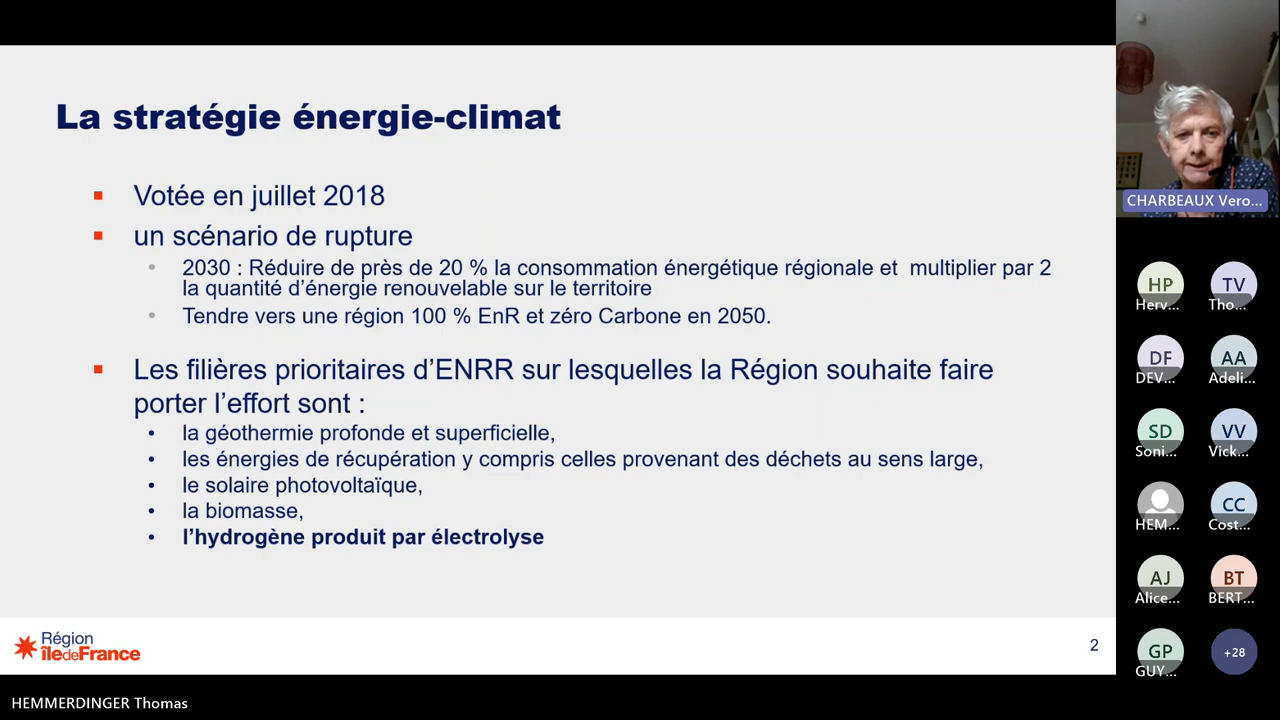 La stratégie énergie-climat
Votée en juillet 2018
un scénario de rupture
2030 : Réduire de près de 20 % la consommation énergétique régionale et multiplier par 2
la quantité d’énergie renouvelable sur le territoire
Tendre vers une région 100 % EnR et zéro Carbone en 2050.
Les filières prioritaires d’ENRR sur lesquelles la Région souhaite faire
porter l’effort sont :
la géothermie profonde et superficielle,
les énergies de récupération y compris celles provenant des déchets au sens large,
le solaire photovoltaïque,
la biomasse,
l’hydrogène produit par électrolyse
Région
îledeFrance
2
HEMMERDINGER Thomas
CHARBEAUX Vero...
HP
Herv...
TV
Tho...
DF
DEV...
AA
Adeli...
SD
Soni...
VV
Vick...
HEM...
CC
Cost...
AJ
Alice...
BT
BERT...
GP
GUY...
+28